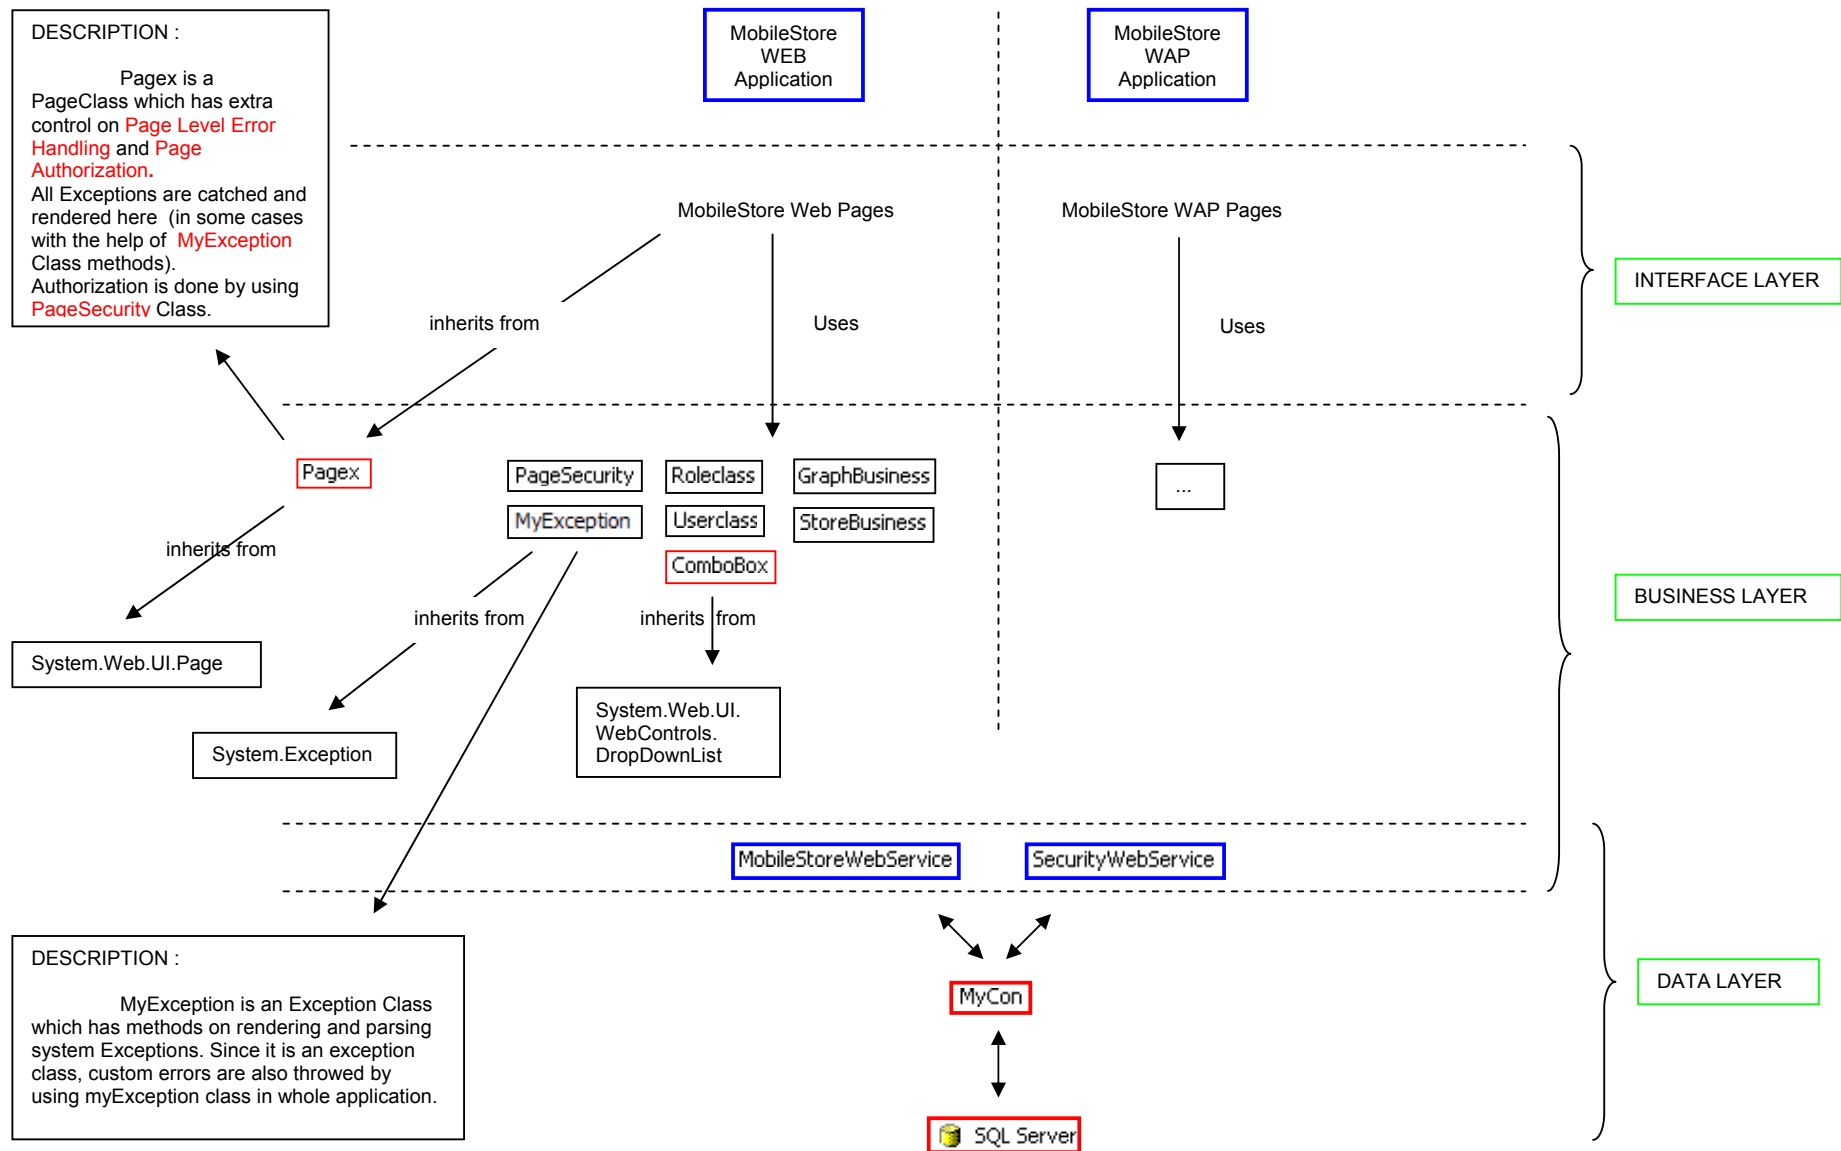 DESCRIPTION :
Pagex is a
PageClass which has extra
control on Page Level Error
Handling and Page
Authorization.
All Exceptions are catched and
rendered here (in some cases
with the help of MyException
Class methods).
Authorization is done by using
PageSecurity Class.
MobileStore
WEB
Application
MobileStore
WAP
Application
MobileStore Web Pages
MobileStore WAP Pages
INTERFACE LAYER
inherits from
Uses
Uses
Pagex
PageSecurity
Roleclass
GraphBusiness
...
MyException
Userclass
StoreBusiness
ComboBox
inherits from
inherits from
inherits from
BUSINESS LAYER
System.Web.UI.Page
System.Exception
System.Web.UI.
WebControls.
DropDownList
MobileStoreWebService
SecurityWebService
DESCRIPTION :
MyException is an Exception Class
which has methods on rendering and parsing
system Exceptions. Since it is an exception
class, custom errors are also throwed by
using myException class in whole application.
MyCon
DATA LAYER
SQL Server